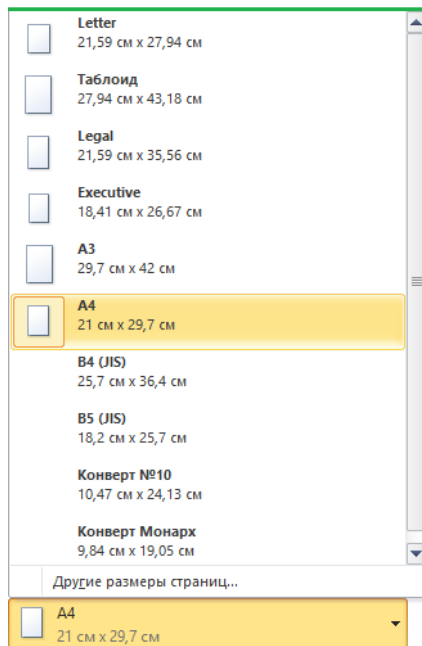 Letter
21,59 см x 27,94 см
Таблоид
27,94 см x 43,18 см
Legal
21,59 см x 35,56 см
Executive
18,41 см x 26,67 см
A3
29,7 см x 42 см
A4
21 см x 29,7 см
B4 (JIS)
25,7 см x 36,4 см
B5 (JIS)
18,2 см x 25,7 см
Конверт №10
10,47 см x 24,13 см
Конверт Монарх
9,84 см x 19,05 см
Другие размеры страниц...
A4
21 см x 29,7 см